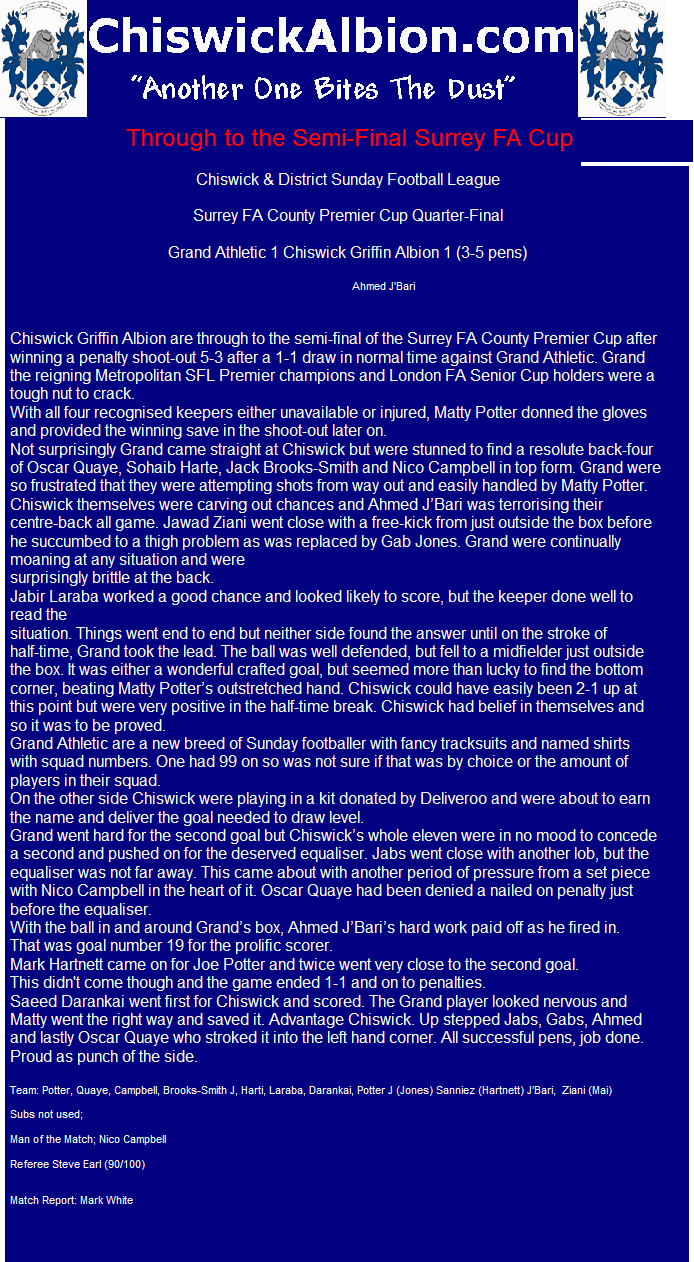 ChiswickAlbion.com
“Another One Bites The Dust”
Through to the Semi-Final Surrey FA Cup
Chiswick & District Sunday Football League
Surrey FA County Premier Cup Quarter-Final
Grand Athletic 1 Chiswick Griffin Albion 1 (3-5 pens)
Ahmed J'Bari
Chiswick Griffin Albion are through to the semi-final of the Surrey FA County Premier Cup after
winning a penalty shoot-out 5-3 after a 1-1 draw in normal time against Grand Athletic. Grand
the reigning Metropolitan SFL Premier champions and London FA Senior Cup holders were a
tough nut to crack.
With all four recognised keepers either unavailable or injured, Matty Potter donned the gloves
and provided the winning save in the shoot-out later on.
Not surprisingly Grand came straight at Chiswick but were stunned to find a resolute back-four
of Oscar Quaye, Sohaib Harte, Jack Brooks-Smith and Nico Campbell in top form. Grand were
so frustrated that they were attempting shots from way out and easily handled by Matty Potter.
Chiswick themselves were carving out chances and Ahmed J’Bari was terrorising their
centre-back all game. Jawad Ziani went close with a free-kick from just outside the box before
he succumbed to a thigh problem as was replaced by Gab Jones. Grand were continually
moaning at any situation and were
surprisingly brittle at the back.
Jabir Laraba worked a good chance and looked likely to score, but the keeper done well to
read the
situation. Things went end to end but neither side found the answer until on the stroke of
half-time, Grand took the lead. The ball was well defended, but fell to a midfielder just outside
the box. It was either a wonderful crafted goal, but seemed more than lucky to find the bottom
corner, beating Matty Potter’s outstretched hand. Chiswick could have easily been 2-1 up at
this point but were very positive in the half-time break. Chiswick had belief in themselves and
so it was to be proved.
Grand Athletic are a new breed of Sunday footballer with fancy tracksuits and named shirts
with squad numbers. One had 99 on so was not sure if that was by choice or the amount of
players in their squad.
On the other side Chiswick were playing in a kit donated by Deliveroo and were about to earn
the name and deliver the goal needed to draw level.
Grand went hard for the second goal but Chiswick’s whole eleven were in no mood to concede
a second and pushed on for the deserved equaliser. Jabs went close with another lob, but the
equaliser was not far away. This came about with another period of pressure from a set piece
with Nico Campbell in the heart of it. Oscar Quaye had been denied a nailed on penalty just
before the equaliser.
With the ball in and around Grand’s box, Ahmed J’Bari’s hard work paid off as he fired in.
That was goal number 19 for the prolific scorer.
Mark Hartnett came on for Joe Potter and twice went very close to the second goal.
This didn't come though and the game ended 1-1 and on to penalties.
Saeed Darankai went first for Chiswick and scored. The Grand player looked nervous and
Matty went the right way and saved it. Advantage Chiswick. Up stepped Jabs, Gabs, Ahmed
and lastly Oscar Quaye who stroked it into the left hand corner. All successful pens, job done.
Proud as punch of the side.
Team: Potter, Quaye, Campbell, Brooks-Smith J, Harti, Laraba, Darankai, Potter J (Jones) Sanniez (Hartnett) J'Bari, Ziani (Mai)
Subs not used;
Man of the Match; Nico Campbell
Referee Steve Earl (90/100)
Match Report: Mark White